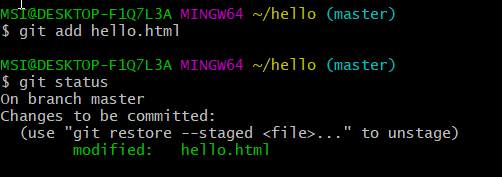 MSI@DESKTOP-F1Q7L3A MINGW64 ~/hello (master)
$ git add hello.html
MSI@DESKTOP-F1Q7L3A MINGW64 ~/hello (master)
$ git status
On branch master
Changes to be committed:
  (use "git restore --staged <file>..." to unstage)
        modified:   hello.html